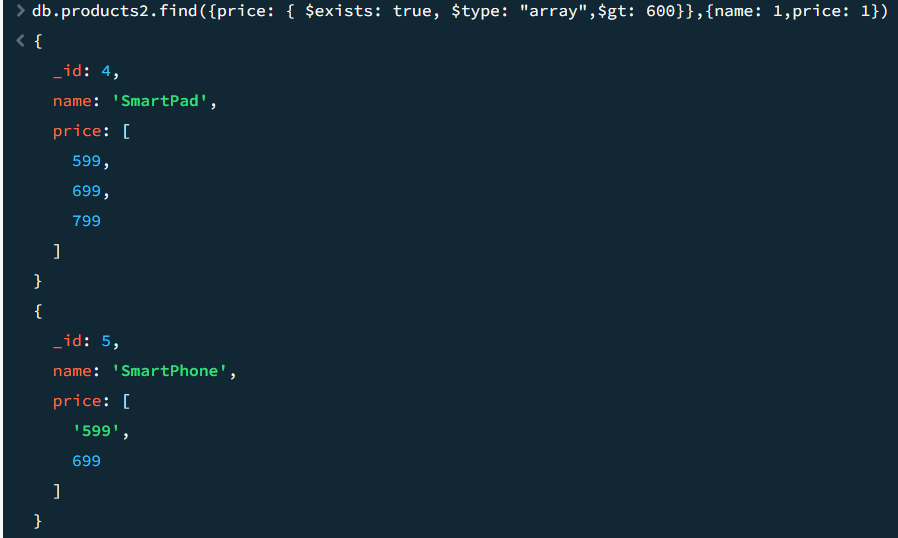 > db.products2.find({price: { $exists: true, $type: "array",$gt: 600}},{name: 1,price: 1})
< {
_id: 4,
name: 'SmartPad',
price: [
599,
699,
799
]
}
{
_id: 5,
name: 'SmartPhone',
price: [
'599',
699
]
}